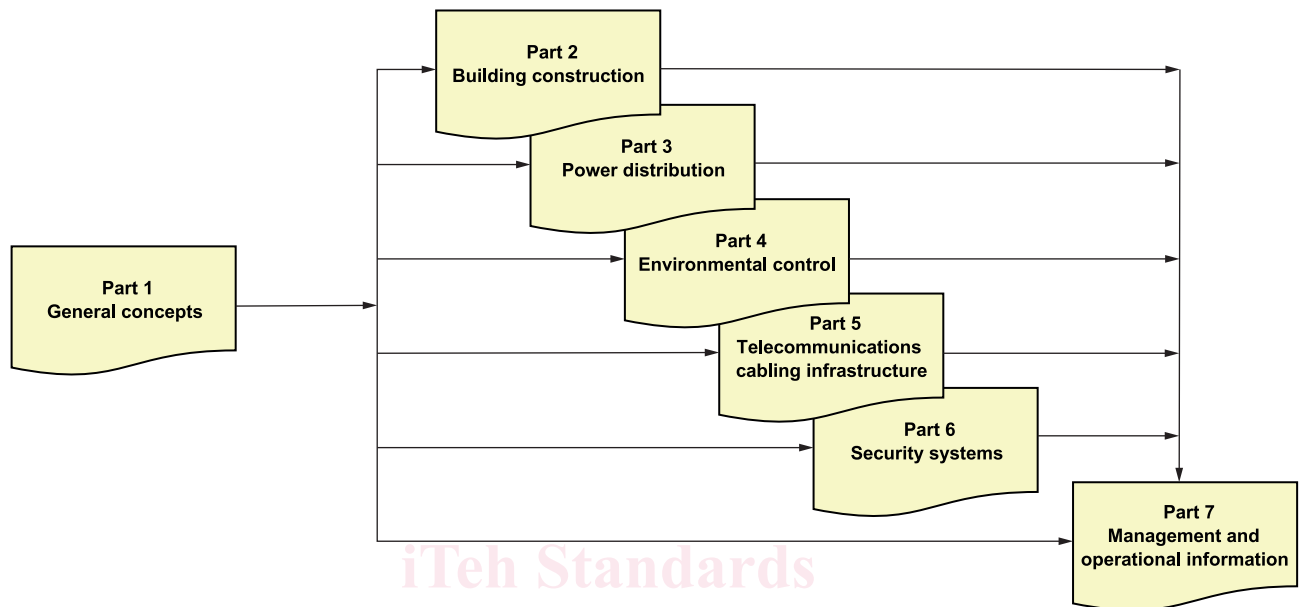 Part 2
Building construction
Part 3
Power distribution
Part 4
Environmental control
Part 1
General concepts
Part 5
Telecommunications
cabling infrastructure
Part 6
Security systems
Part 7
Management and
operational information
iTeh Standards